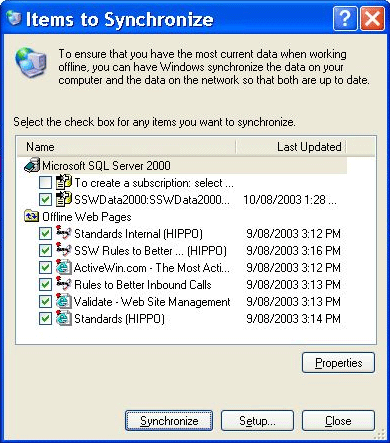 Items to Synchronize
To ensure that you have the most current data when working
offline, you can have Windows synchronize the data on your
computer and the data on the network so that both are up to date.
Select the check box for any items you want to synchronize.
Name Last Updated
Microsoft SQL Server 2000
To create a subscription: select ...
SSWData2000:SSWData2000... 10/08/2003 1:28 ...
Offline Web Pages
Standards Internal (HIPPO) 9/08/2003 3:12 PM
SSW Rules to Better ... (HIPPO) 9/08/2003 3:16 PM
ActiveWin.com - The Most Acti... 9/08/2003 3:12 PM
Rules to Better Inbound Calls 9/08/2003 3:13 PM
Validate - Web Site Management 9/08/2003 3:13 PM
Standards (HIPPO) 9/08/2003 3:14 PM
Properties
Synchronize Setup... Close